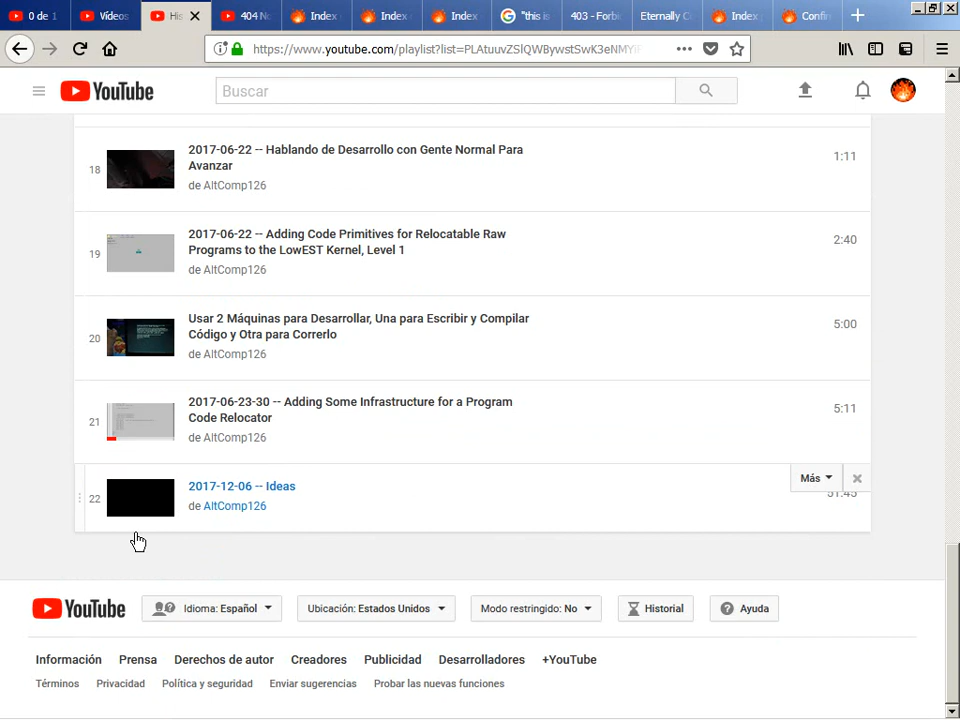 0 de 1
Vídeos
His
404 N
Index
Index
Index
"this is
403 - Forbi
Eternally C
Index
Confi
https://www.youtube.com/playlist?list=PLAtuuvZSlQWBywstSwK3eNMYi
YouTube
Buscar
18
2017-06-22 -- Hablando de Desarrollo con Gente Normal Para
Avanzar
de AltComp126
1:11
19
2017-06-22 -- Adding Code Primitives for Relocatable Raw
Programs to the LowEST Kernel, Level 1
de AltComp126
2:40
20
Usar 2 Máquinas para Desarrollar, Una para Escribir y Compilar
Código y Otra para Correrlo
de AltComp126
5:00
21
2017-06-23-30 -- Adding Some Infrastructure for a Program
Code Relocator
de AltComp126
5:11
22
2017-12-06 -- Ideas
de AltComp126
Más
51:45
YouTube
Idioma: Español
Ubicación: Estados Unidos
Modo restringido: No
Historial
Ayuda
Información Prensa Derechos de autor Creadores Publicidad Desarrolladores +YouTube
Términos Privacidad Política y seguridad Enviar sugerencias Probar las nuevas funciones